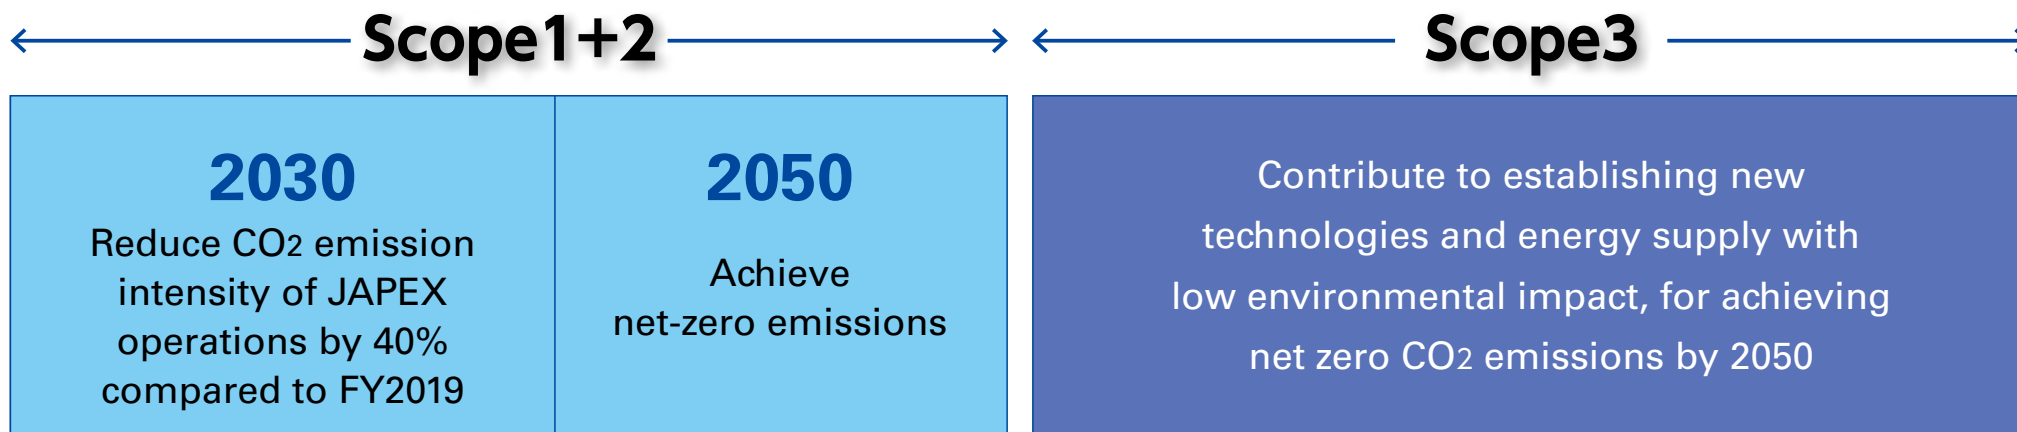 Scope1+2
Scope3
2030
Reduce CO2 emission
intensity of JAPEX
operations by 40%
compared to FY2019
2050
Achieve
net-zero emissions
Contribute to establishing new
technologies and energy supply with
low environmental impact, for achieving
net zero CO2 emissions by 2050